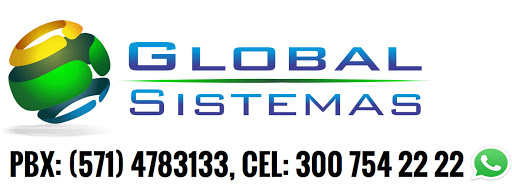 GLOBAL
SISTEMAS
PBX: (571) 4783133, CEL: 300 754 22 22